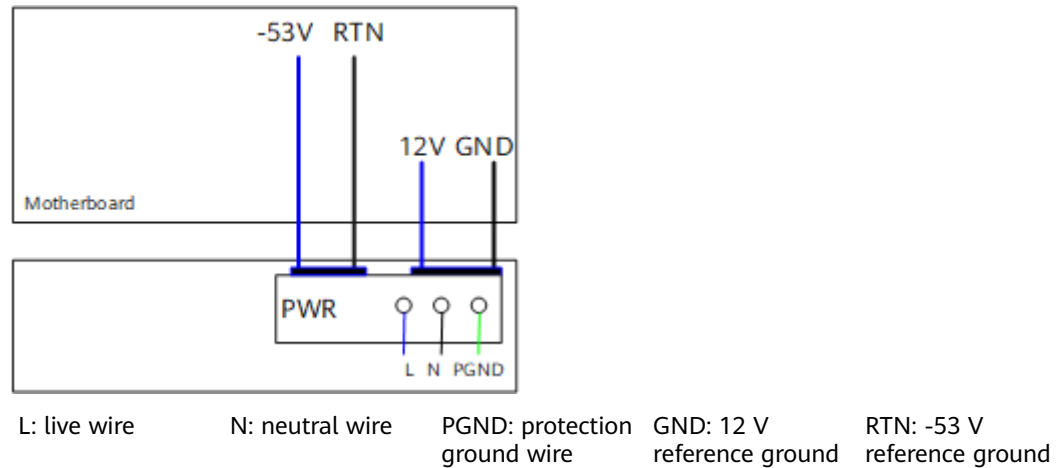 -53V RTN
12V GND
Motherboard
PWR
L N PGND
L: live wire
N: neutral wire
PGND: protection
ground wire
GND: 12 V
reference ground
RTN: -53 V
reference ground